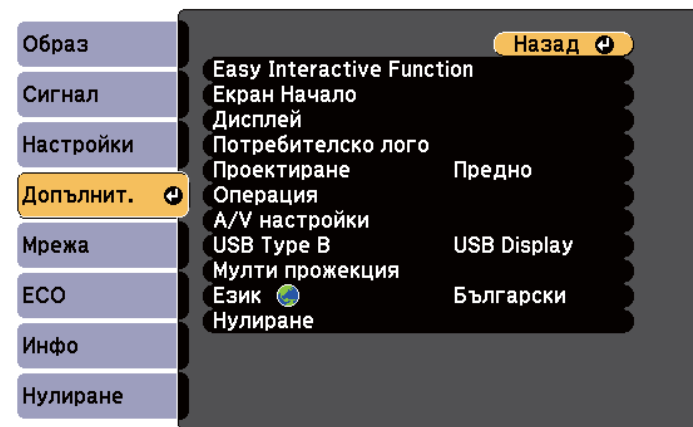 Образ
Сигнал
Настройки
Допълнит.
Мрежа
ECO
Инфо
Нулиране
Назад
Easy Interactive Function
Екран Начало
Дисплей
Потребителско лого
Проектиране Предно
Операция
A/V настройки
USB Type B USB Display
Мулти прожекция
Език Български
Нулиране